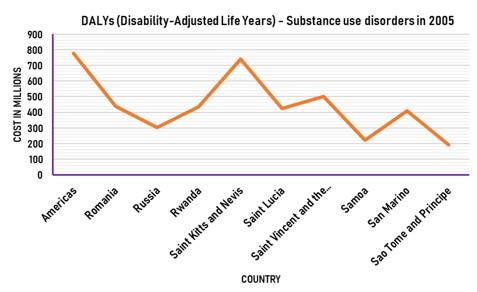 DALYs (Disability-Adjusted Life Years) - Substance use disorders in 2005
COST IN MILLIONS
900
800
700
600
500
400
300
200
100
0
Americas
Romania
Russia
Rwanda
Saint Kitts and Nevis
Saint Lucia
Saint Vincent and the...
Samoa
San Marino
Sao Tome and Principe
COUNTRY